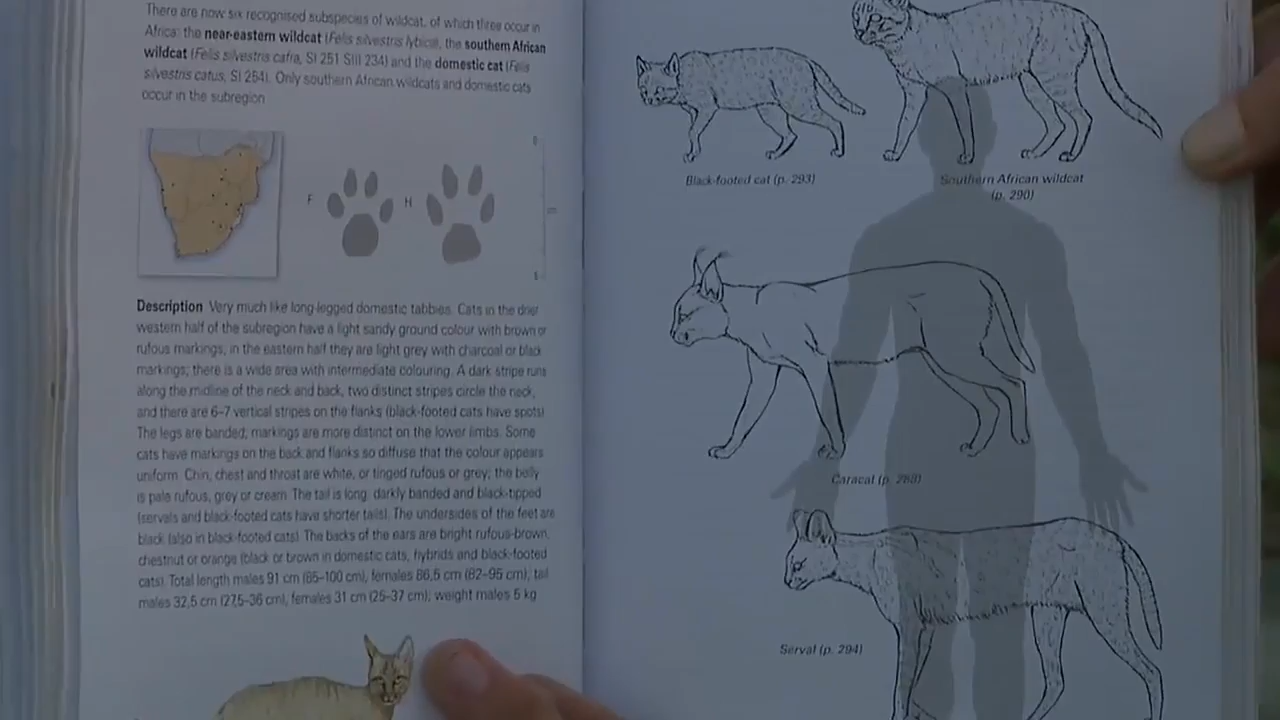 There are now six recognised subspecies of wildcat, of which three occur in
Africa: the near-eastern wildcat (Felis silvestris lybica), the southern African
wildcat (Felis silvestris cafra, SI 251 SIII 234) and the domestic cat (Felis
silvestris catus, SI 254). Only southern African wildcats and domestic cats
occur in the subregion
F
H
Description Very much like long-legged domestic tabbies. Cats in the drier
western half of the subregion have a light sandy ground colour with brown or
rufous markings, in the eastern half they are light grey with charcoal or black
markings; there is a wide area with intermediate colouring. A dark stripe runs
along the midline of the neck and back, two distinct stripes circle the neck,
and there are 6–7 vertical stripes on the flanks (black-footed cats have spots)
The legs are banded; markings are more distinct on the lower limbs. Some
cats have markings on the back and flanks so diffuse that the colour appears
uniform. Chin, chest and throat are white, or tinged rufous or grey; the belly
is pale rufous, grey or cream. The tail is long, darkly banded and black-tipped
(servals and black-footed cats have shorter tails). The undersides of the feet are
black (also in black-footed cats). The backs of the ears are bright rufous-brown,
chestnut or orange (black or brown in domestic cats, hybrids and black-footed
cats). Total length males 91 cm (85–100 cm), females 86,5 cm (82–95 cm), tail
males 32,5 cm (27,5–36 cm), females 31 cm (25–37 cm); weight males 5 kg
Black-footed cat (p. 293)
Southern African wildcat
(p. 290)
Caracal (p. 288)
Serval (p. 294)